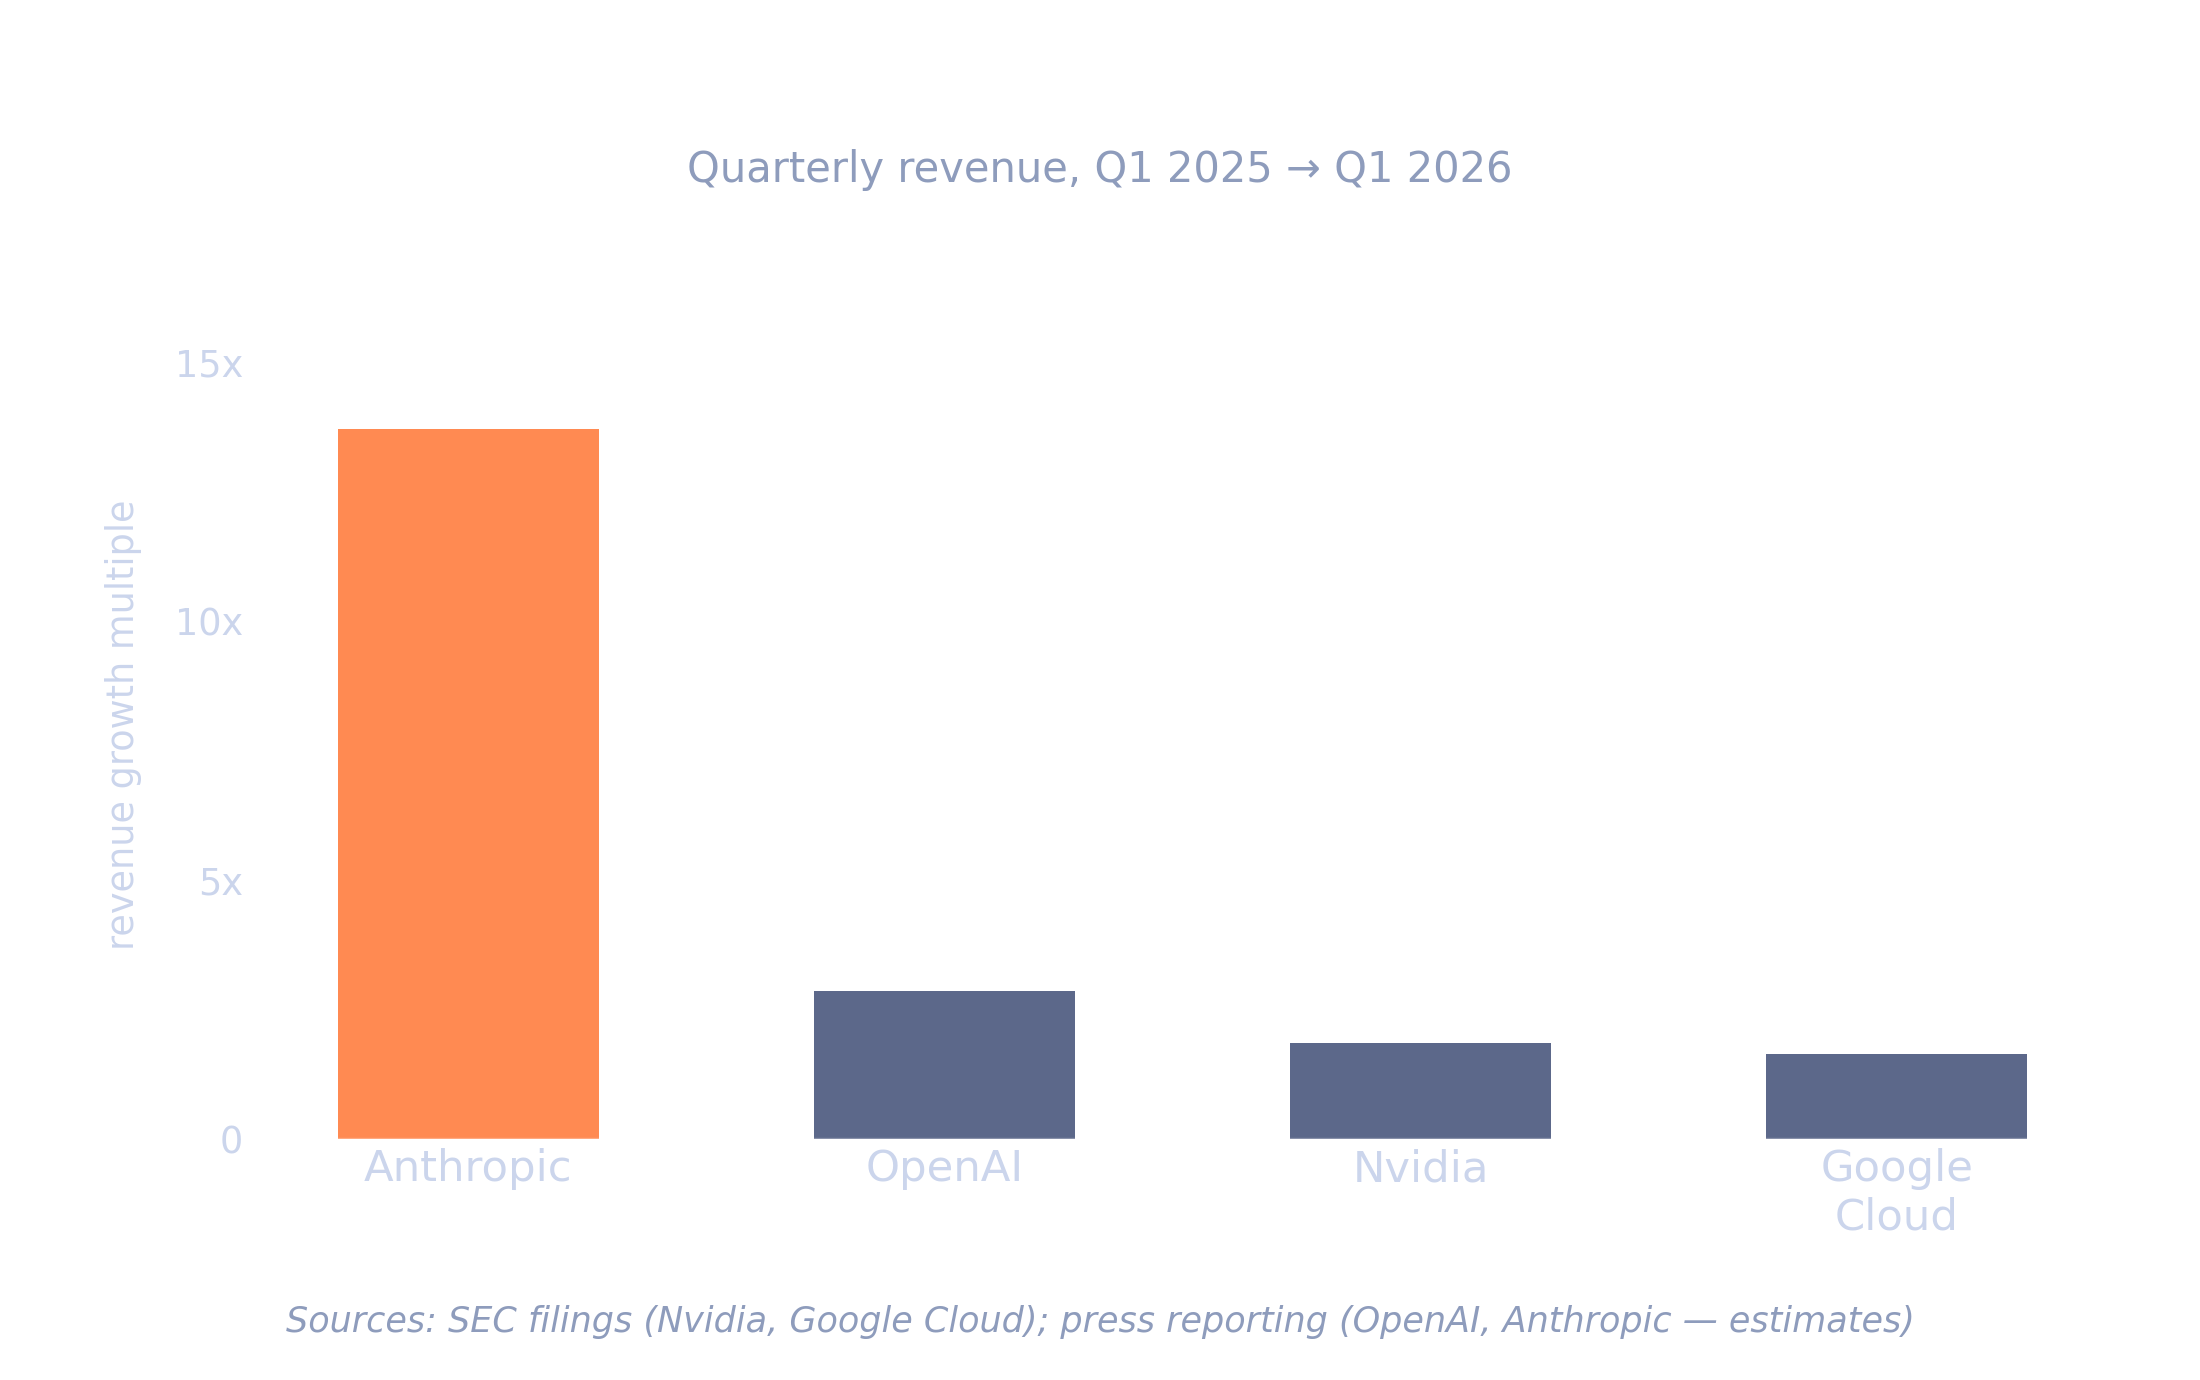 Quarterly revenue, Q1 2025 → Q1 2026
15x
10x
5x
0
revenue growth multiple
Anthropic
OpenAI
Nvidia
Google
Cloud
Sources: SEC filings (Nvidia, Google Cloud); press reporting (OpenAI, Anthropic — estimates)